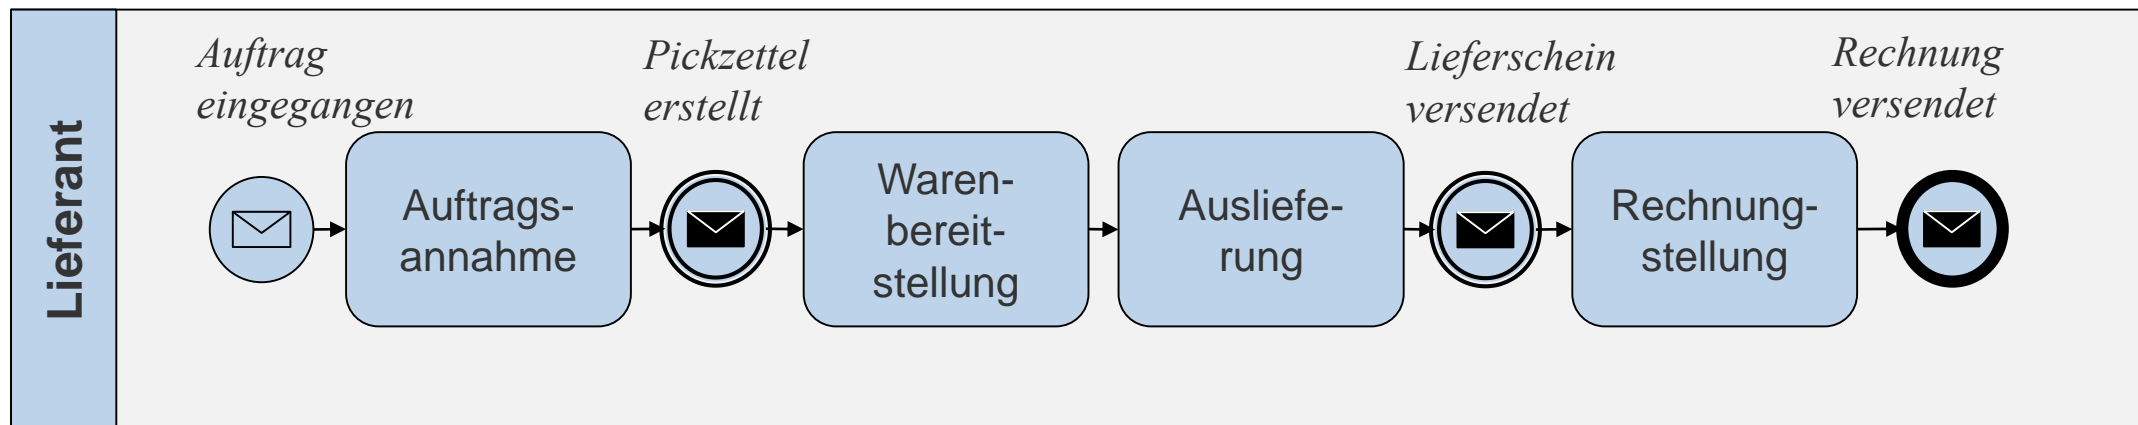 Lieferant
Auftrag
eingegangen
Auftrags-
annahme
Pickzettel
erstellt
Waren-
bereit-
stellung
Ausliefe-
rung
Lieferschein
versendet
Rechnung-
stellung
Rechnung
versendet